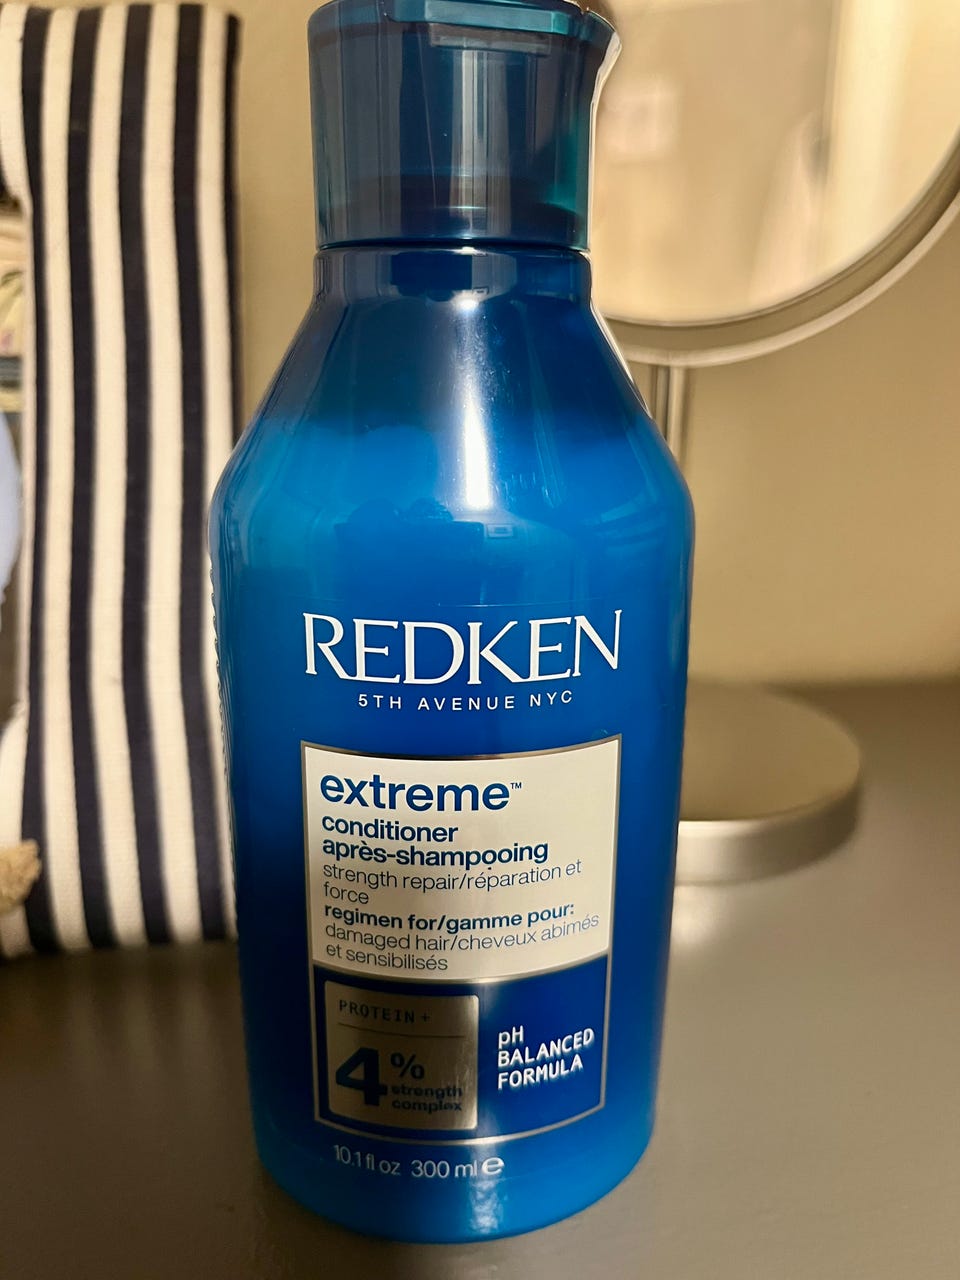 REDKEN
5TH AVENUE NYC
extreme™
conditioner
après-shampooing
strength repair/réparation et
force
regimen for/gamme pour:
damaged hair/cheveux abimés
et sensibilisés
PROTEIN +
4%
strength
complex
pH
BALANCED
FORMULA
10.1 fl oz 300 ml e